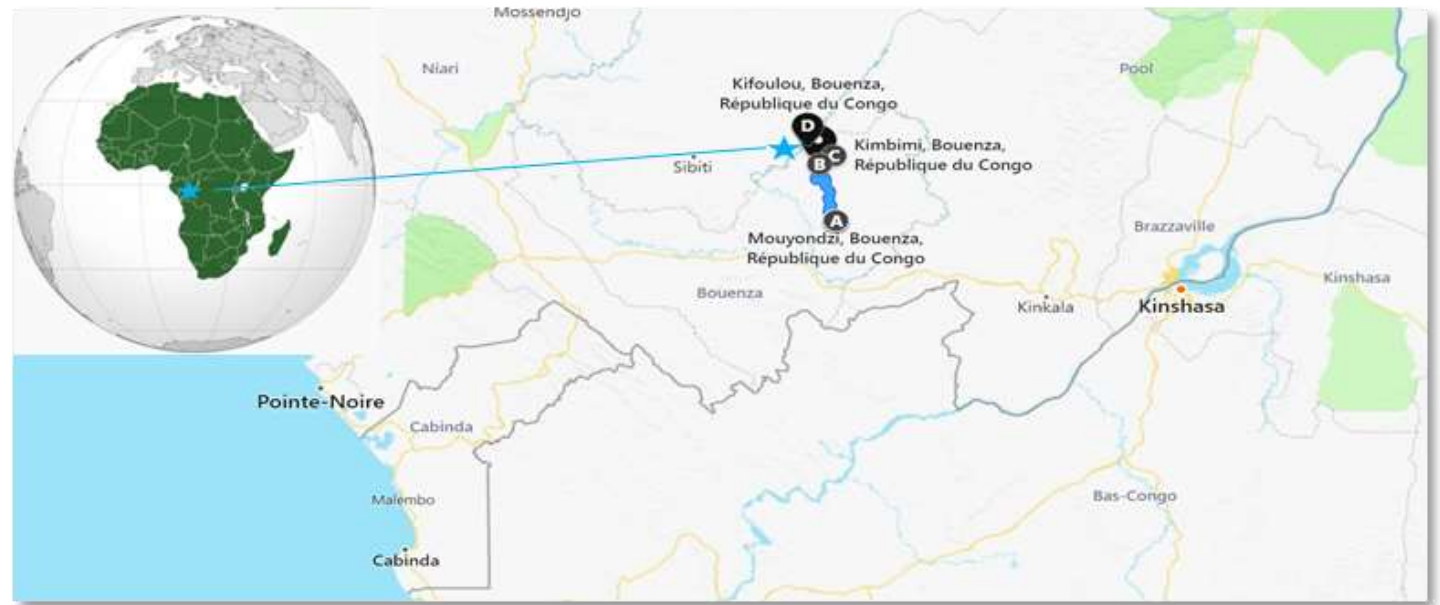 Mossendjo
Niari
Pool
Kifoulou, Bouenza,
République du Congo
D
Kimbimi, Bouenza,
République du Congo
C
B
Sibiti
A
Mouyondzi, Bouenza,
République du Congo
Brazzaville
Bouenza
Kinshasa
Kinkala
Kinshasa
Pointe-Noire
Cabinda
Malembo
Bas-Congo
Cabinda